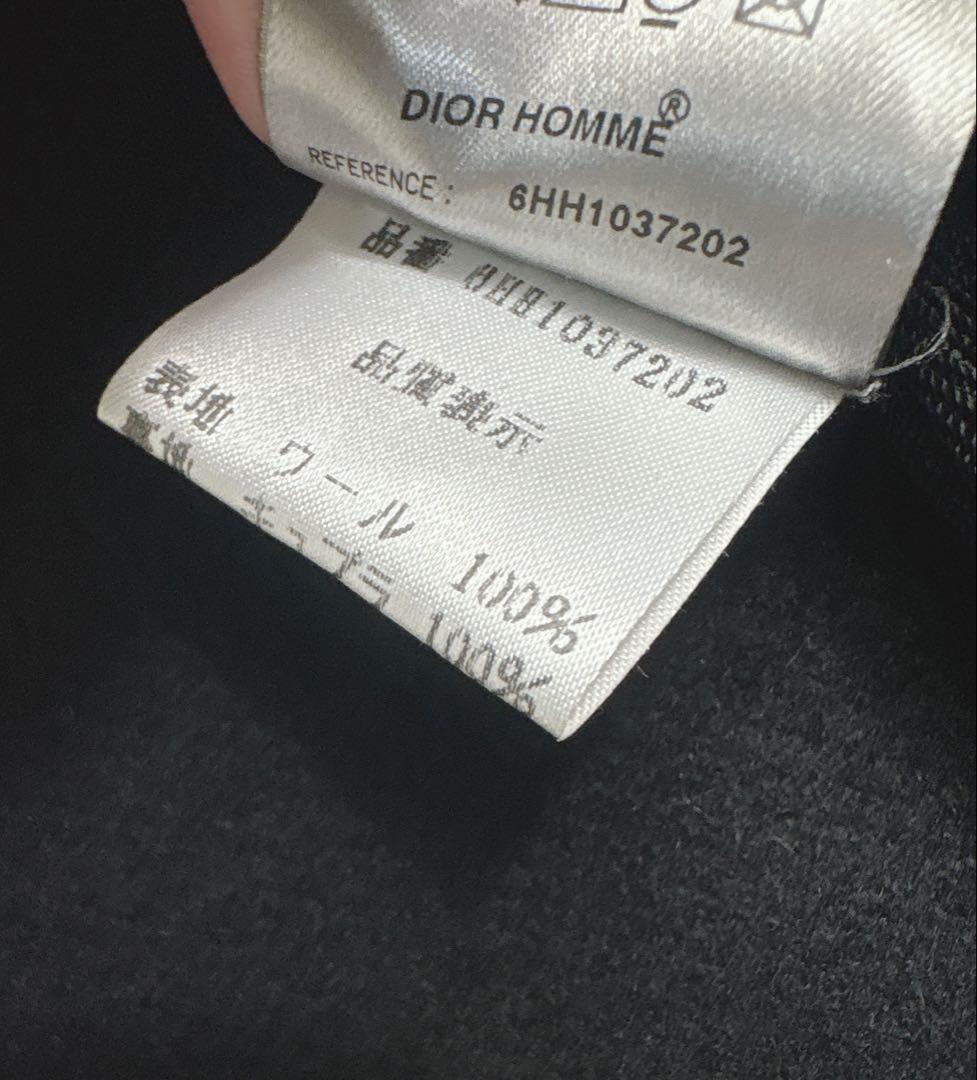 DIOR HOMME®
REFERENCE : 6HH1037202
品番 6HH1037202
品質表示
表地 ウール 100%
裏地 キュプラ 100%